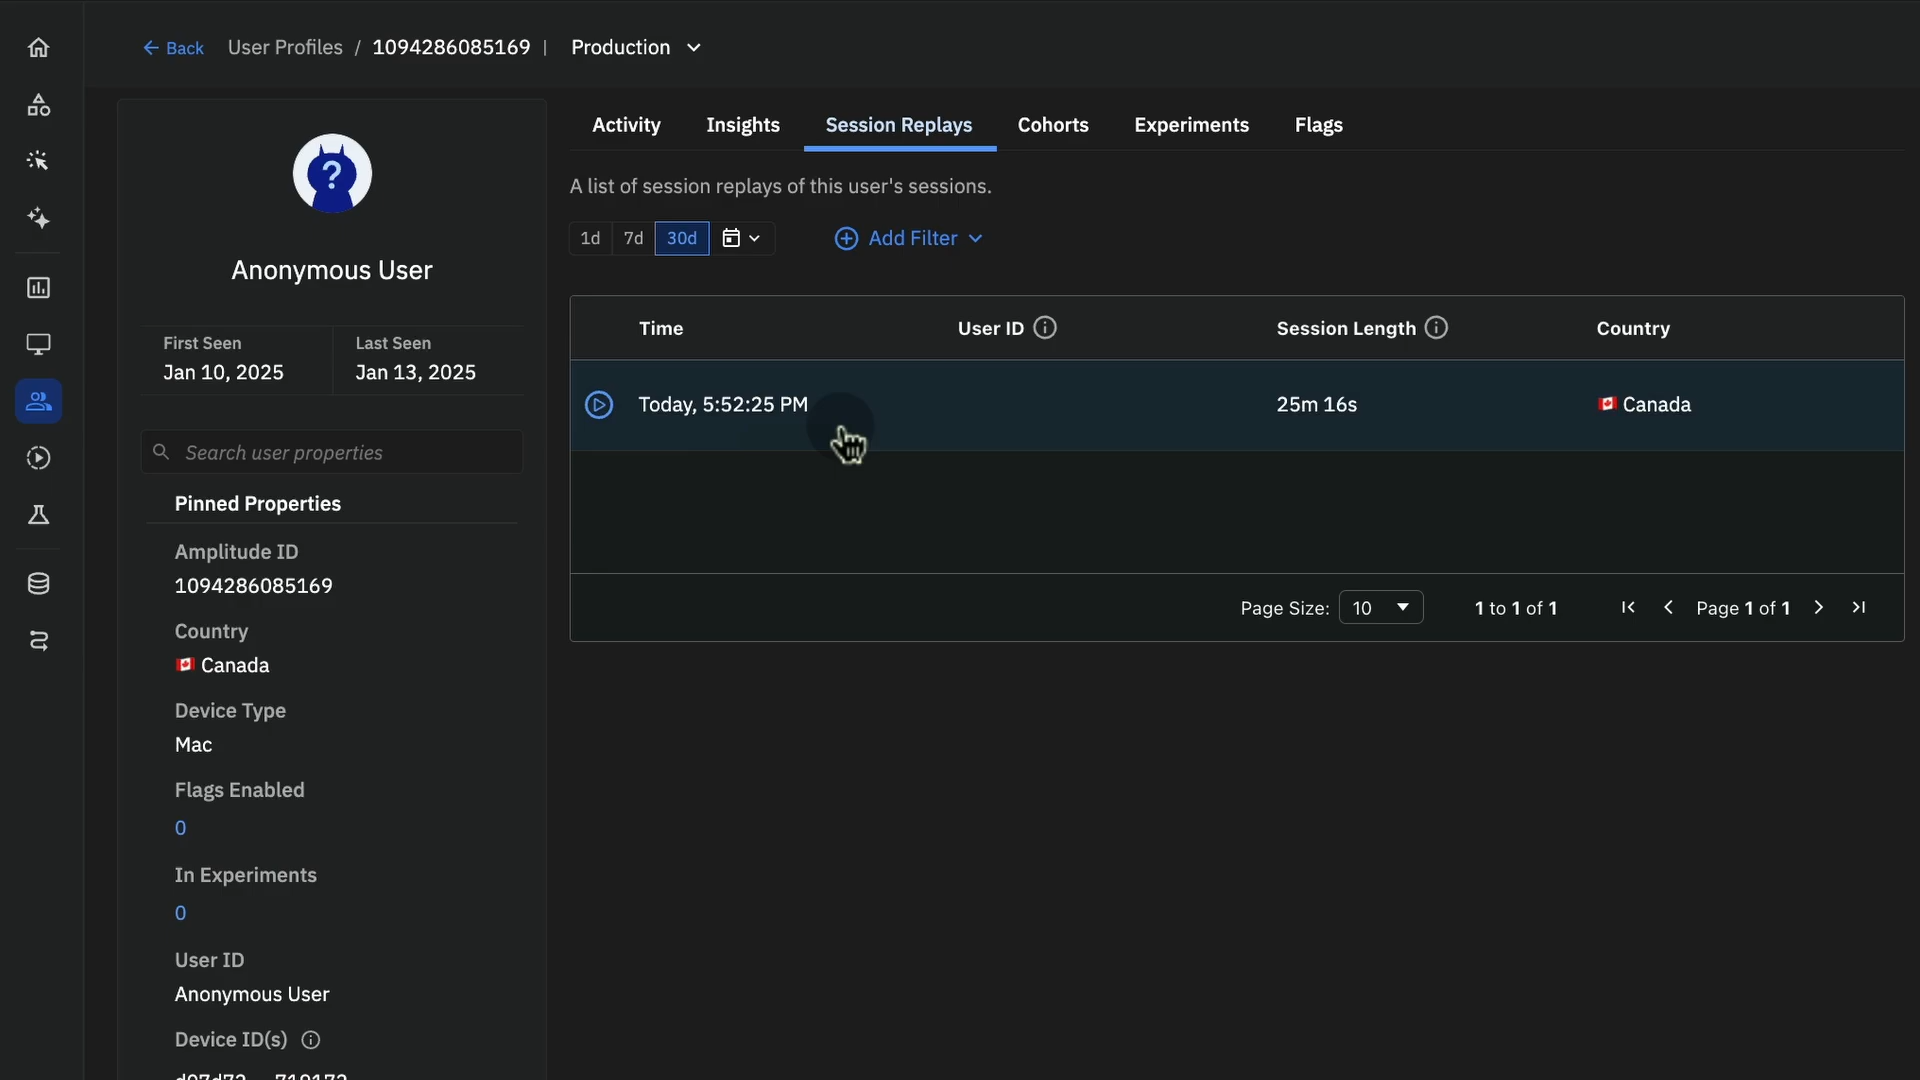 Back User Profiles / 1094286085169 | Production
Activity Insights Session Replays Cohorts Experiments Flags
A list of session replays of this user's sessions.
1d 7d 30d Add Filter
?
Anonymous User
First Seen Last Seen
Jan 10, 2025 Jan 13, 2025
Search user properties
Pinned Properties
Amplitude ID
1094286085169
Country
Canada
Device Type
Mac
Flags Enabled
0
In Experiments
0
User ID
Anonymous User
Device ID(s)
Time User ID Session Length Country
Today, 5:52:25 PM 25m 16s Canada
Page Size: 10 1 to 1 of 1 Page 1 of 1